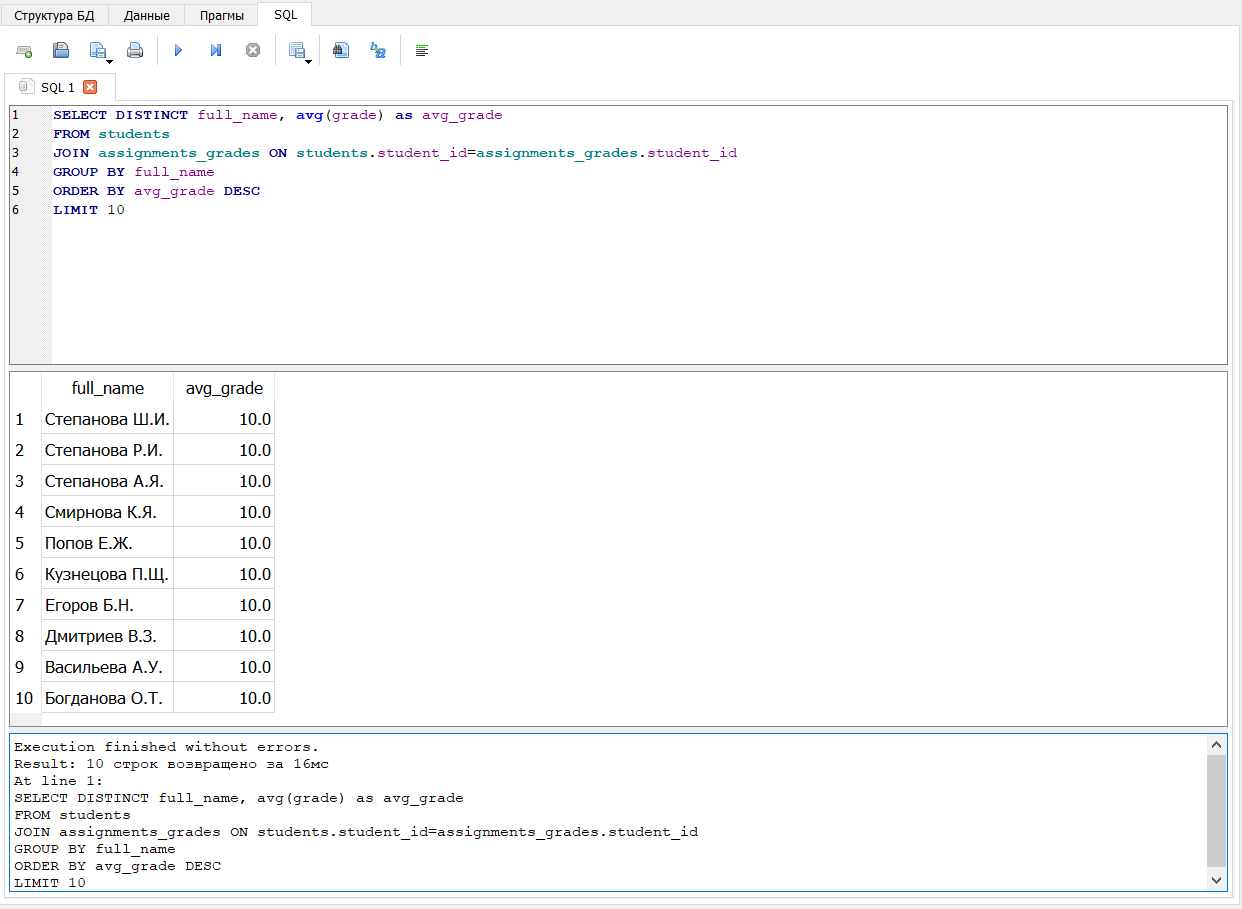 Структура БД Данные Прагмы SQL
SQL 1
1 SELECT DISTINCT full_name, avg(grade) as avg_grade
2 FROM students
3 JOIN assignments_grades ON students.student_id=assignments_grades.student_id
4 GROUP BY full_name
5 ORDER BY avg_grade DESC
6 LIMIT 10
full_name avg_grade
1 Степанова Ш.И. 10.0
2 Степанова Р.И. 10.0
3 Степанова А.Я. 10.0
4 Смирнова К.Я. 10.0
5 Попов Е.Ж. 10.0
6 Кузнецова П.Щ. 10.0
7 Егоров Б.Н. 10.0
8 Дмитриев В.З. 10.0
9 Васильева А.У. 10.0
10 Богданова О.Т. 10.0
Execution finished without errors.
Result: 10 строк возвращено за 16мс
At line 1:
SELECT DISTINCT full_name, avg(grade) as avg_grade
FROM students
JOIN assignments_grades ON students.student_id=assignments_grades.student_id
GROUP BY full_name
ORDER BY avg_grade DESC
LIMIT 10